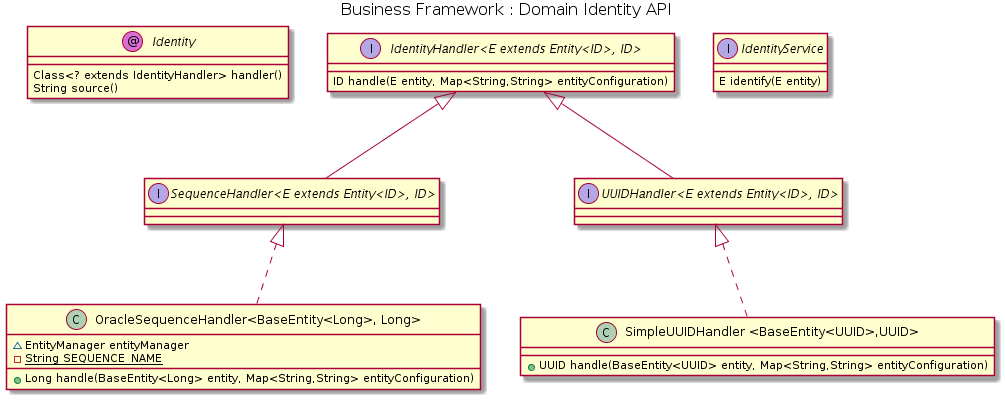 Business Framework : Domain Identity API
@ Identity
Class<? extends IdentityHandler> handler()
String source()
I IdentityHandler<E extends Entity<ID>, ID>
ID handle(E entity, Map<String,String> entityConfiguration)
I IdentityService
E identify(E entity)
I SequenceHandler<E extends Entity<ID>, ID>
I UUIDHandler<E extends Entity<ID>, ID>
C OracleSequenceHandler<BaseEntity<Long>, Long>
EntityManager entityManager
String SEQUENCE_NAME
Long handle(BaseEntity<Long> entity, Map<String,String> entityConfiguration)
C SimpleUUIDHandler <BaseEntity<UUID>,UUID>
UUID handle(BaseEntity<UUID> entity, Map<String,String> entityConfiguration)